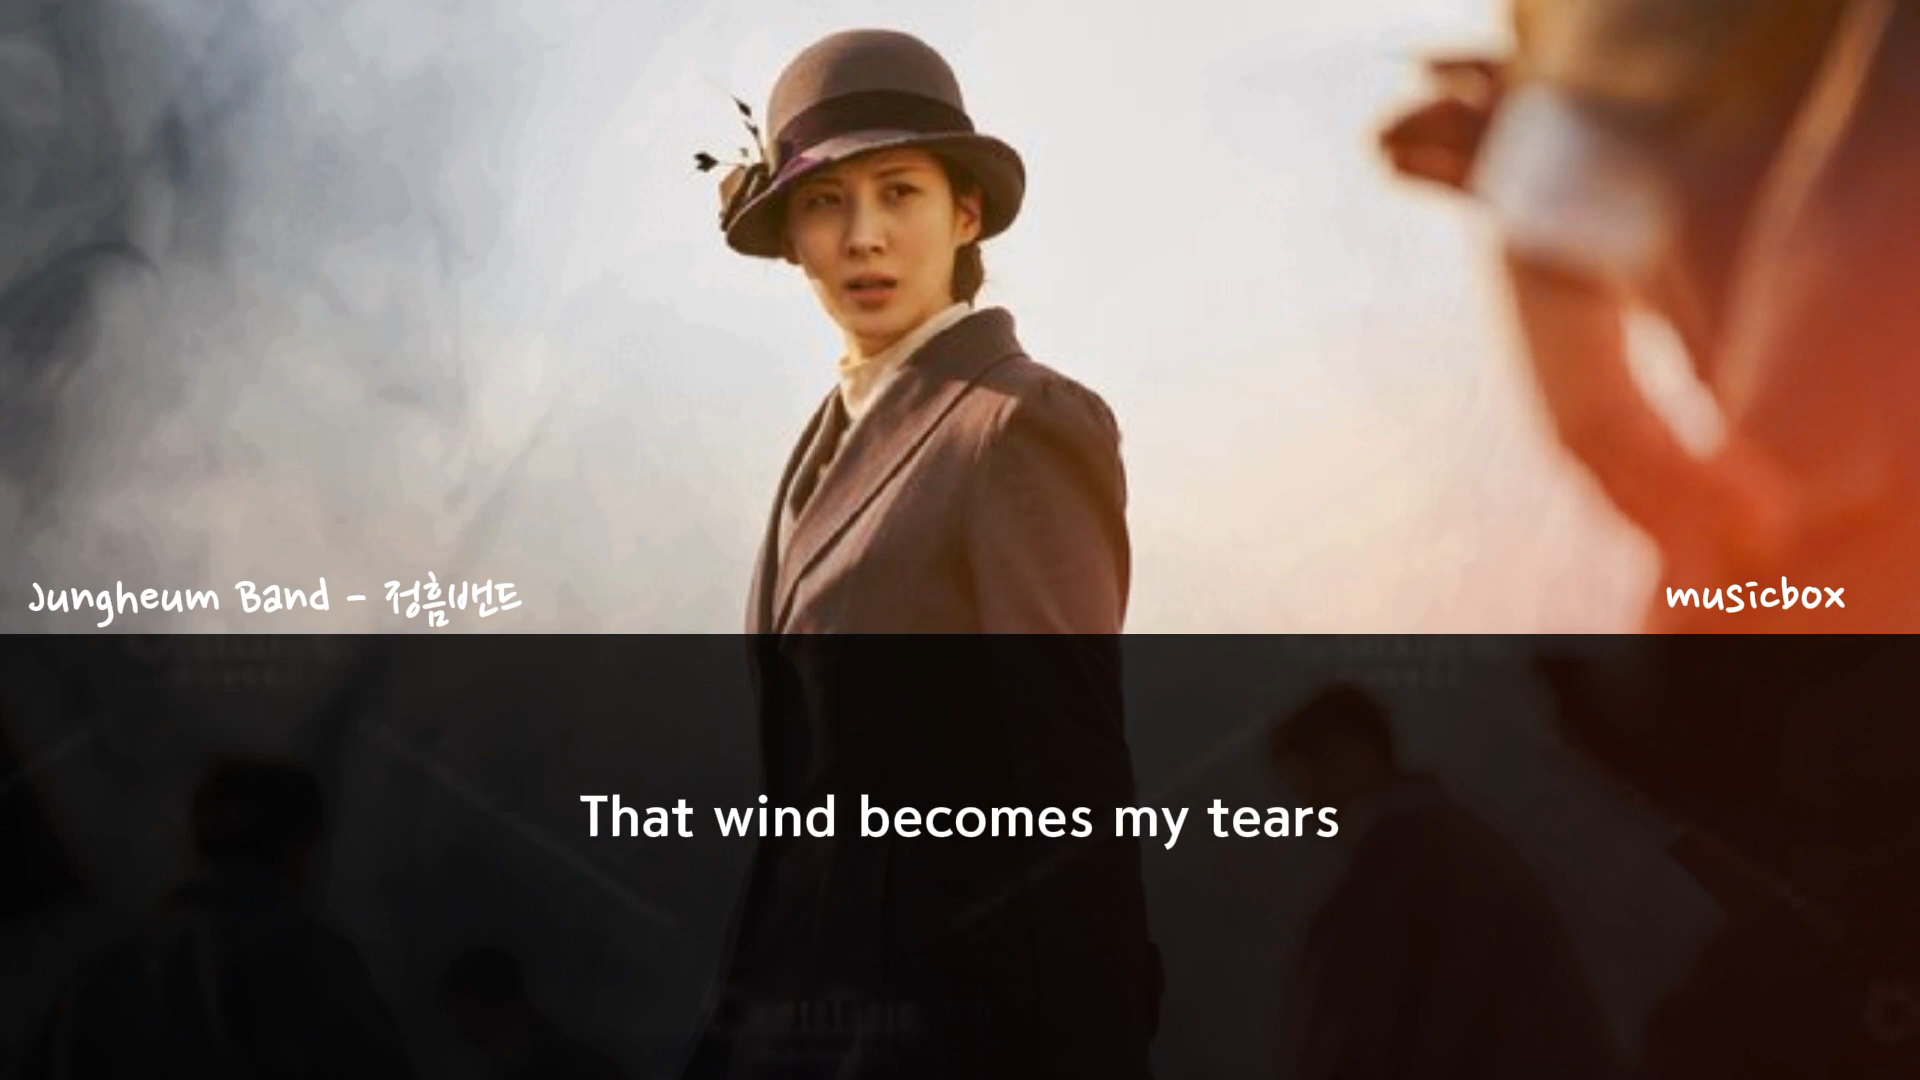 Jungheum Band - 정흠밴드
musicbox
That wind becomes my tears